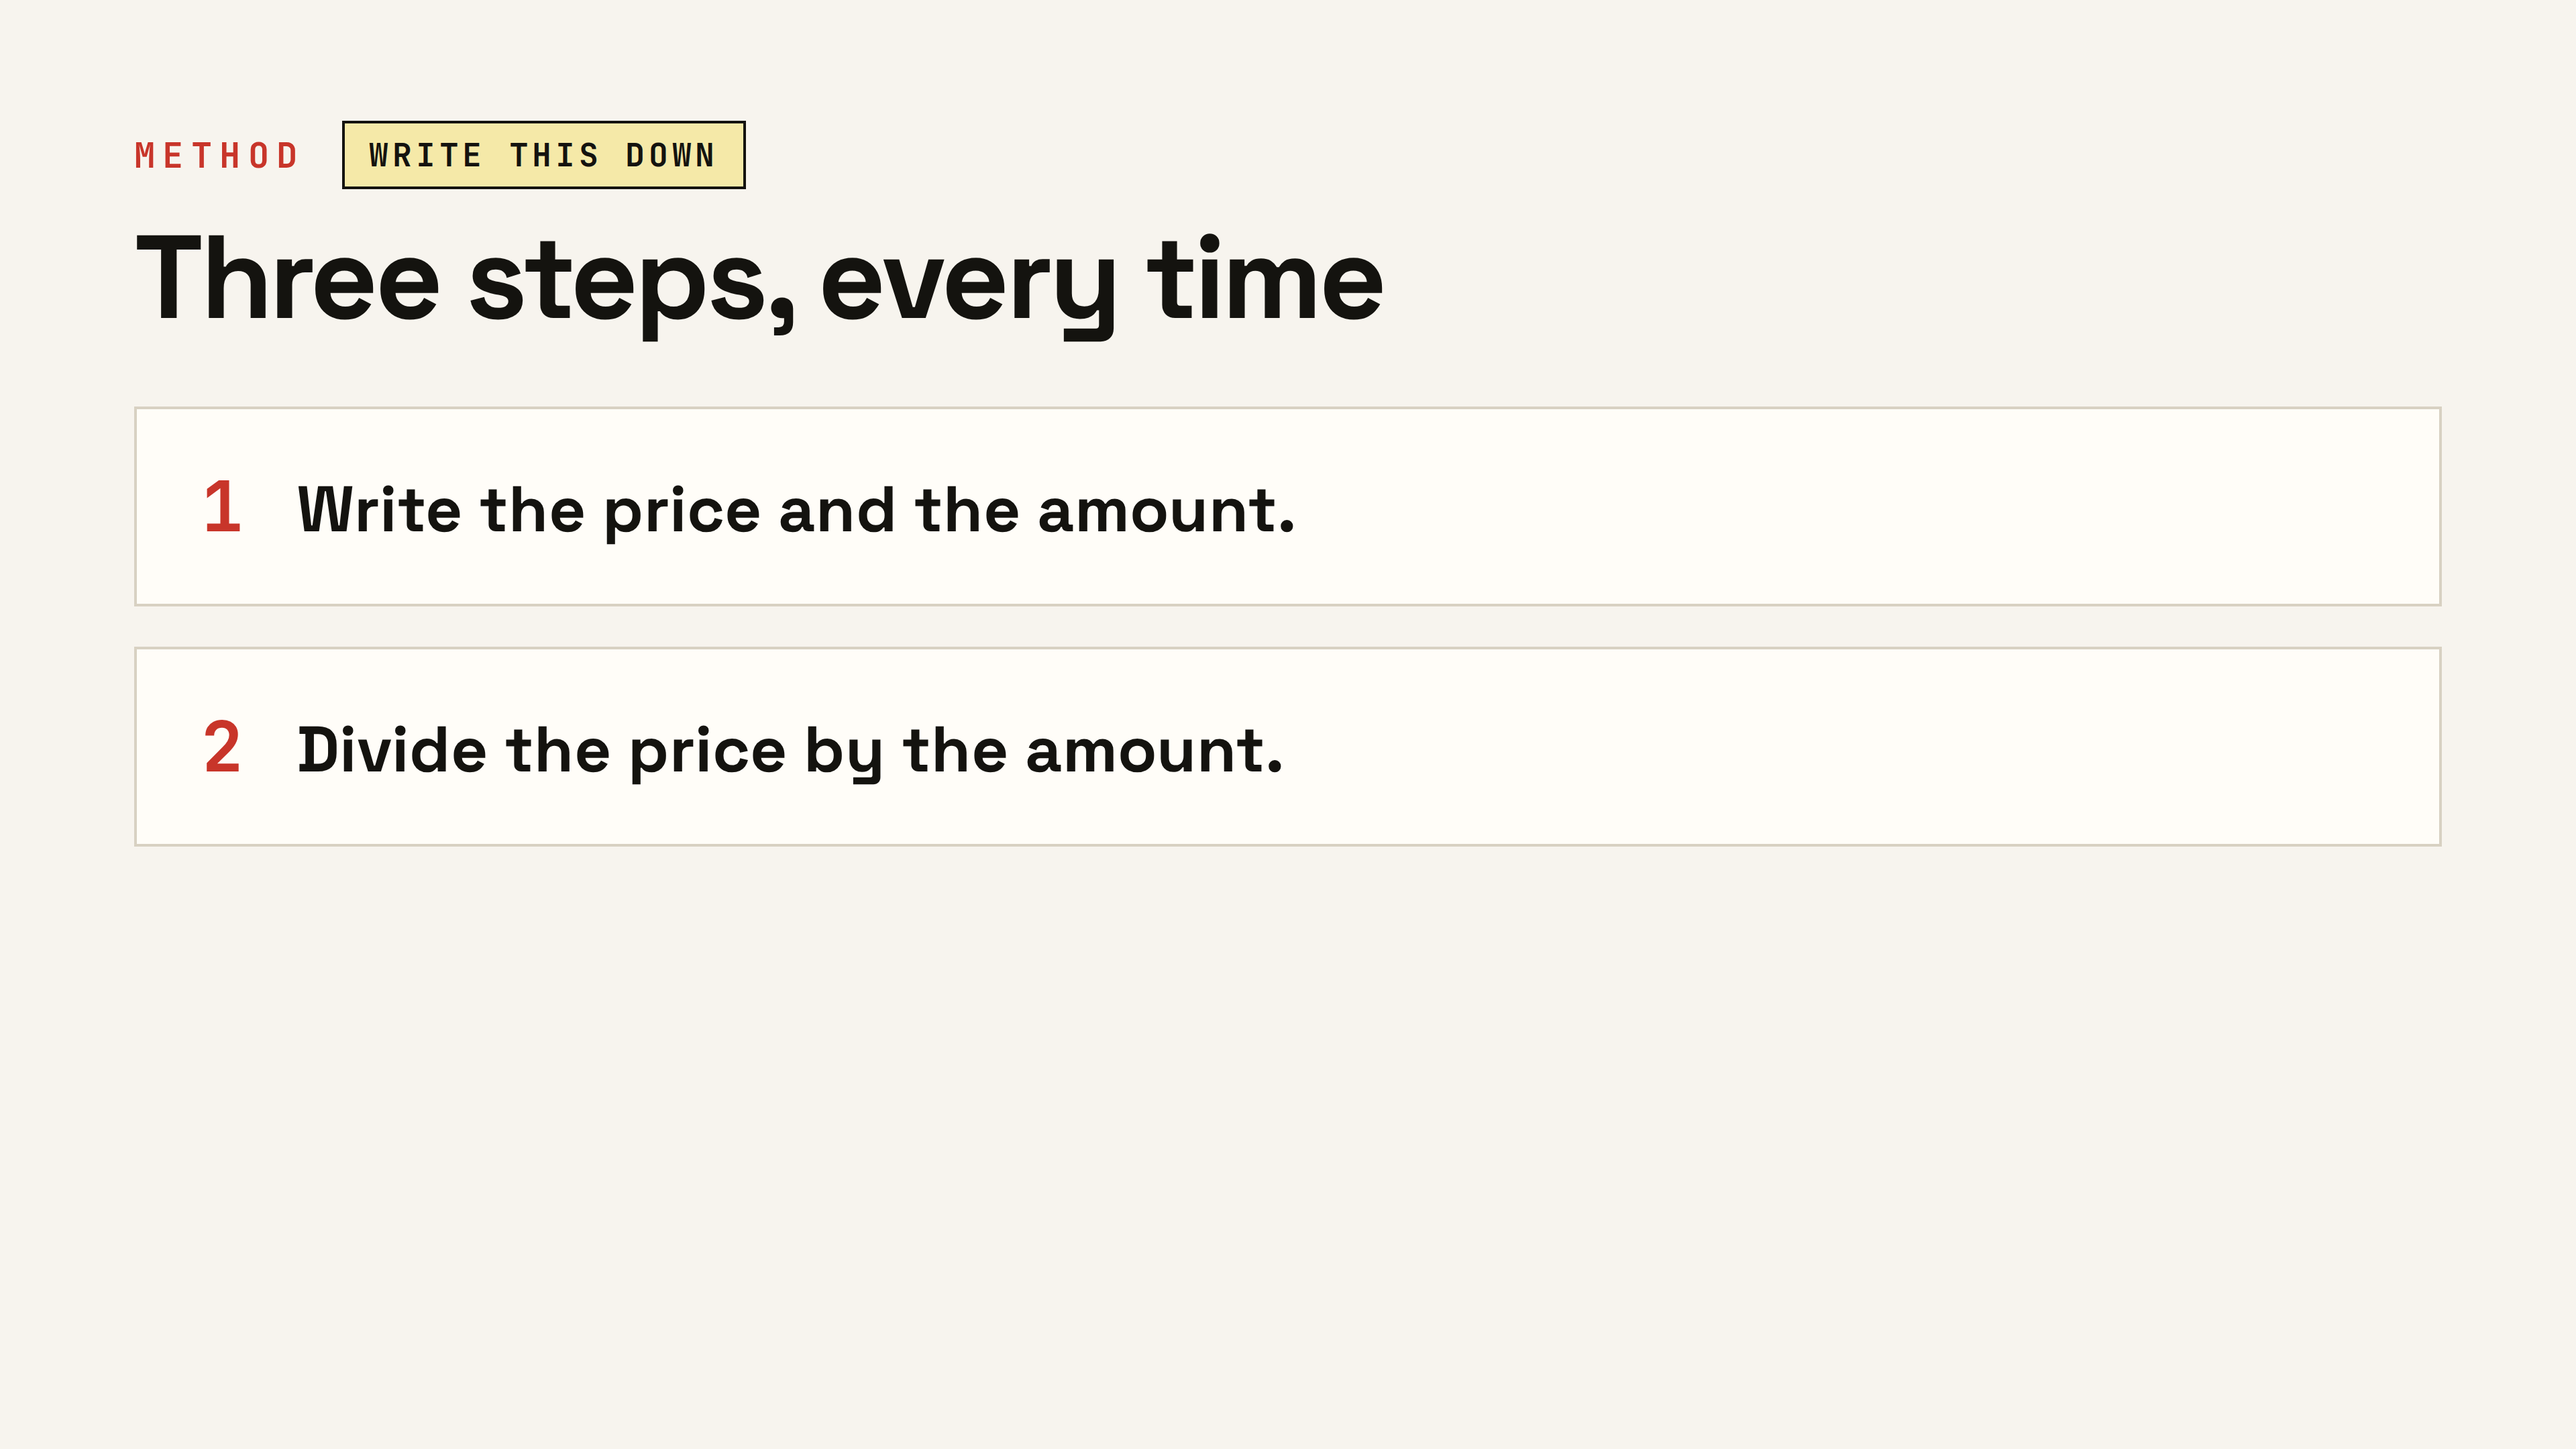 METHOD WRITE THIS DOWN
Three steps, every time
1 Write the price and the amount.
2 Divide the price by the amount.